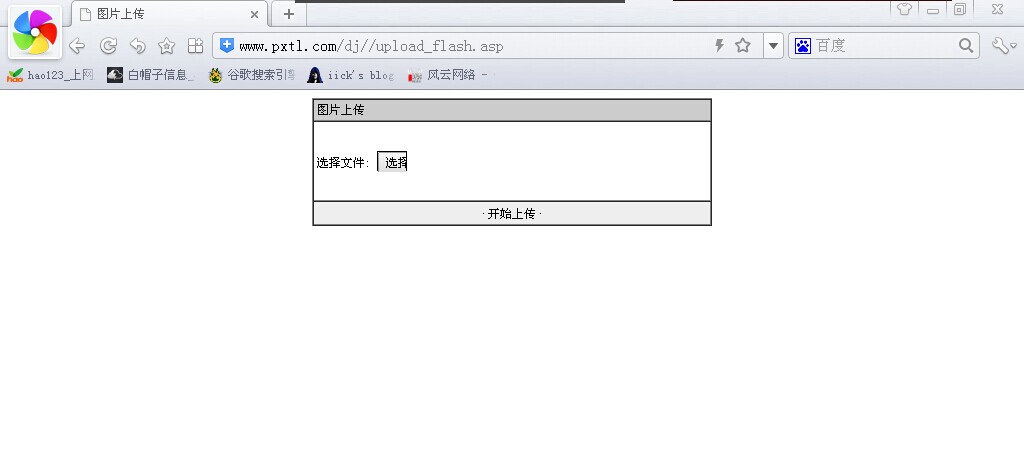 图片上传
www.pxtl.com/dj//upload_flash.asp
百度
hao123_上网
白帽子信息_
谷歌搜索引擎
iick's blog
风云网络 -
图片上传
选择文件: 选择
· 开始上传 ·